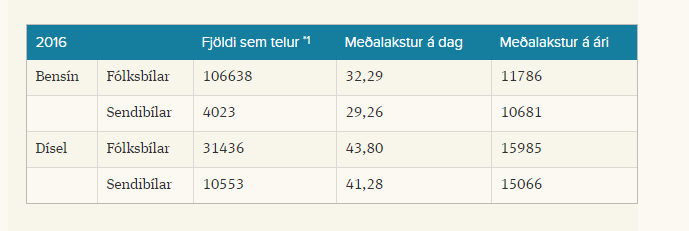 2016 Fjöldi sem telur *1 Meðalakstur á dag Meðalakstur á ári
Bensín Fólksbílar 106638 32,29 11786
Sendibílar 4023 29,26 10681
Dísel Fólksbílar 31436 43,80 15985
Sendibílar 10553 41,28 15066